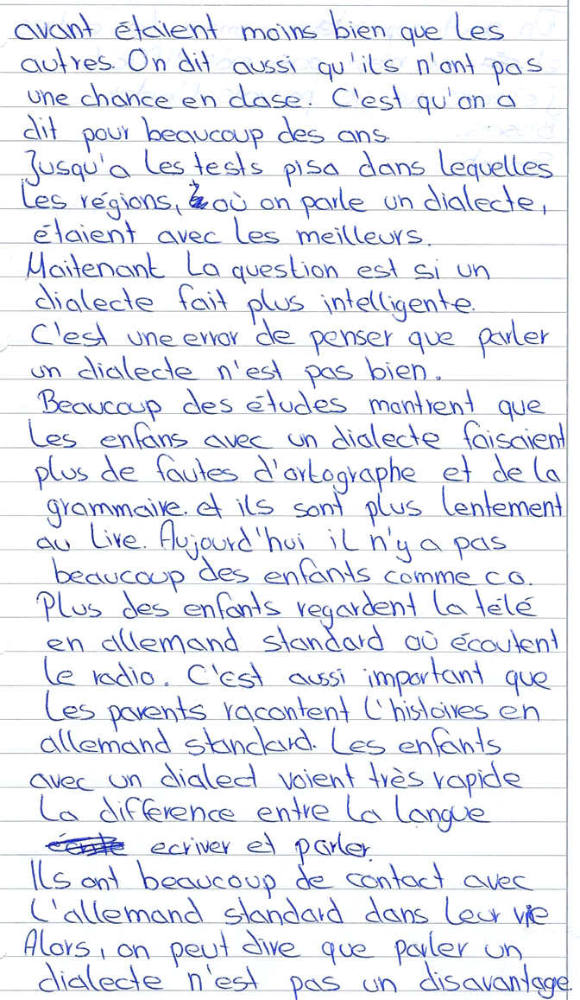 avant étaient moins bien que les
autres. On dit aussi qu'ils n'ont pas
une chance en clase. C'est qu'on a
dit pour beaucoup des ans.
Jusqu'a les tests pisa dans lequelles
les régions, où on parle un dialecte,
étaient avec les meilleurs.
Maitenant la question est si un
dialecte fait plus intelligente.
C'est une error de penser que parler
un dialecte n'est pas bien.
Beaucoup des études montrent que
les enfans avec un dialecte faisaient
plus de fautes d'ortographe et de la
grammaire. et ils sont plus lentement
au lire. Aujourd'hui il n'y a pas
beaucoup des enfants comme ca.
Plus des enfants regardent la télé
en allemand standard où écoutent
le radio. C'est aussi important que
les parents racontent l'histoires en
allemand standard. Les enfants
avec un dialect voient très rapide
la différence entre la langue
ecriver et parler.
Ils ont beaucoup de contact avec
l'allemand standard dans leur vie
Alors, on peut dire que parler un
dialecte n'est pas un disavantage.